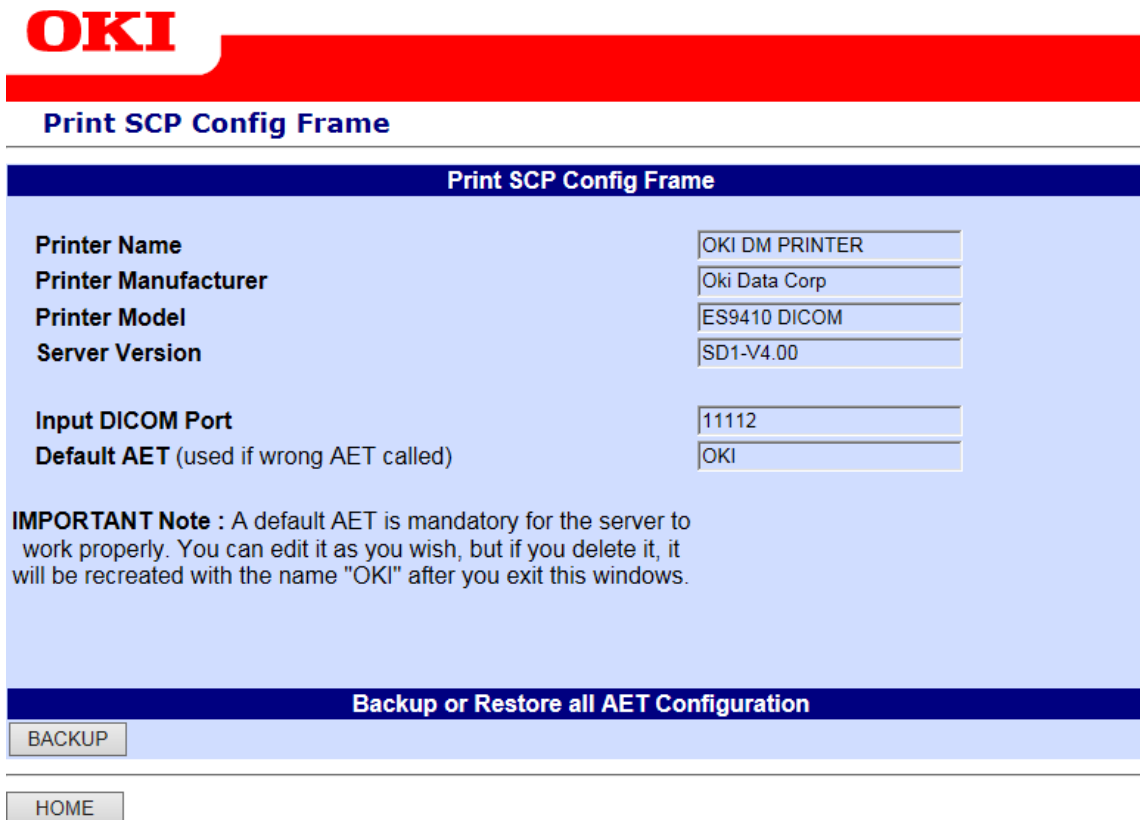 OKI
Print SCP Config Frame
Print SCP Config Frame
Printer Name OKI DM PRINTER
Printer Manufacturer Oki Data Corp
Printer Model ES9410 DICOM
Server Version SD1-V4.00
Input DICOM Port 11112
Default AET (used if wrong AET called) OKI
IMPORTANT Note : A default AET is mandatory for the server to
work properly. You can edit it as you wish, but if you delete it, it
will be recreated with the name "OKI" after you exit this windows.
Backup or Restore all AET Configuration
BACKUP
HOME